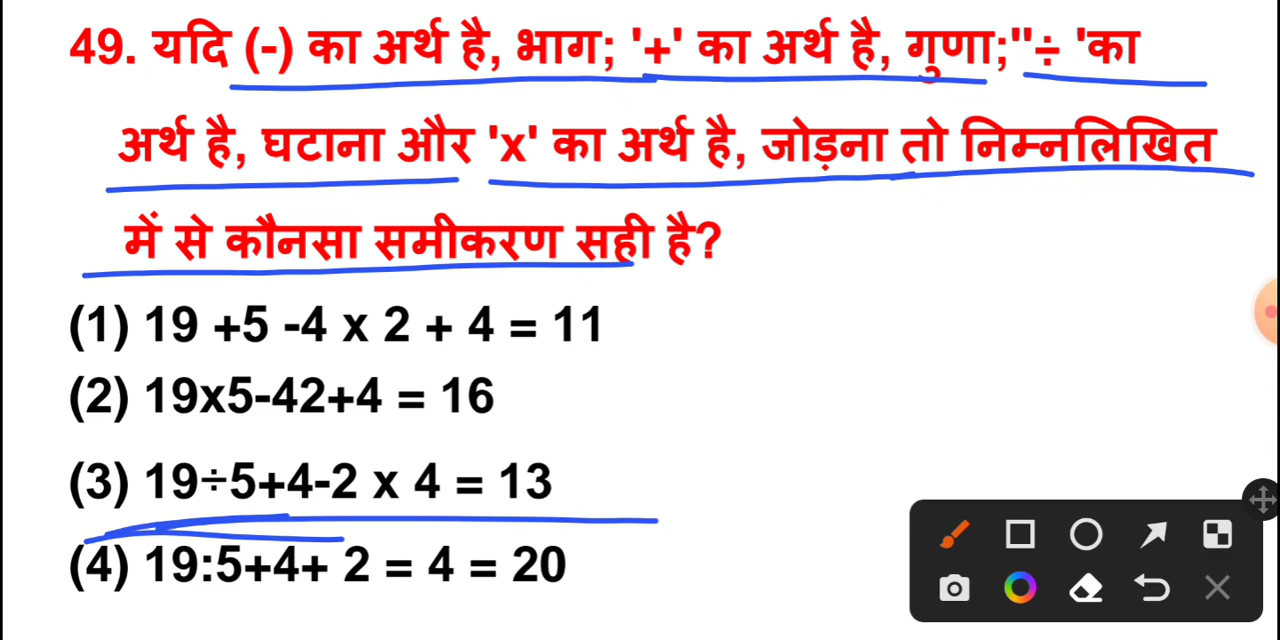 49. यदि (-) का अर्थ है, भाग; '+' का अर्थ है, गुणा;"÷ 'का
अर्थ है, घटाना और 'x' का अर्थ है, जोड़ना तो निम्नलिखित
में से कौनसा समीकरण सही है?
(1) 19 +5 -4 x 2 + 4 = 11
(2) 19x5-42+4 = 16
(3) 19÷5+4-2 x 4 = 13
(4) 19:5+4+ 2 = 4 = 20